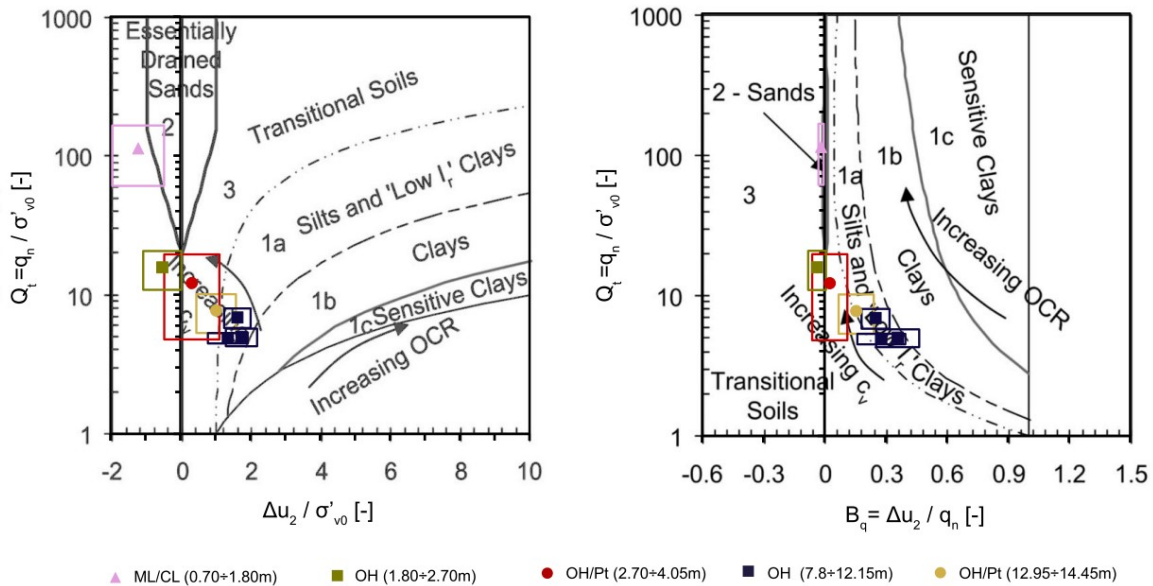 1000
Essentially
Drained
Sands
2
Transitional Soils
100
3
Silts and 'Low Ir' Clays
1a
Clays
10
1b
1c
Sensitive Clays
Increasing OCR
cv
1
-2 0 2 4 6 8 10
Qt =qn / σ'v0 [-]
Δu2 / σ'v0 [-]
1000
2 - Sands
Sensitive Clays
1c
100
1b
1a
3
Silts and
Ir' Clays
Clays
Increasing OCR
10
Increasing cv
Transitional
Soils
1
-0.6 -0.3 0 0.3 0.6 0.9 1.2 1.5
Qt =qn / σ'v0 [-]
Bq= Δu2 / qn [-]
ML/CL (0.70÷1.80m) OH (1.80÷2.70m) OH/Pt (2.70÷4.05m) OH (7.8÷12.15m) OH/Pt (12.95÷14.45m)